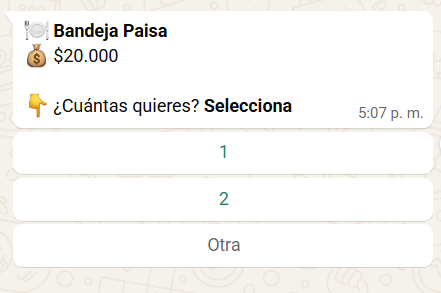 🍽️ Bandeja Paisa
💰 $20.000
👇 ¿Cuántas quieres? Selecciona
5:07 p. m.
1
2
Otra